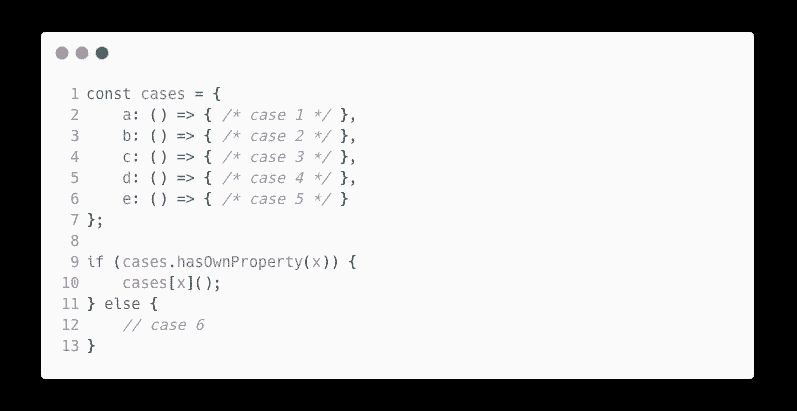 1 const cases = {
2     a: () => { /* case 1 */ },
3     b: () => { /* case 2 */ },
4     c: () => { /* case 3 */ },
5     d: () => { /* case 4 */ },
6     e: () => { /* case 5 */ }
7 };
8
9 if (cases.hasOwnProperty(x)) {
10     cases[x]();
11 } else {
12     // case 6
13 }